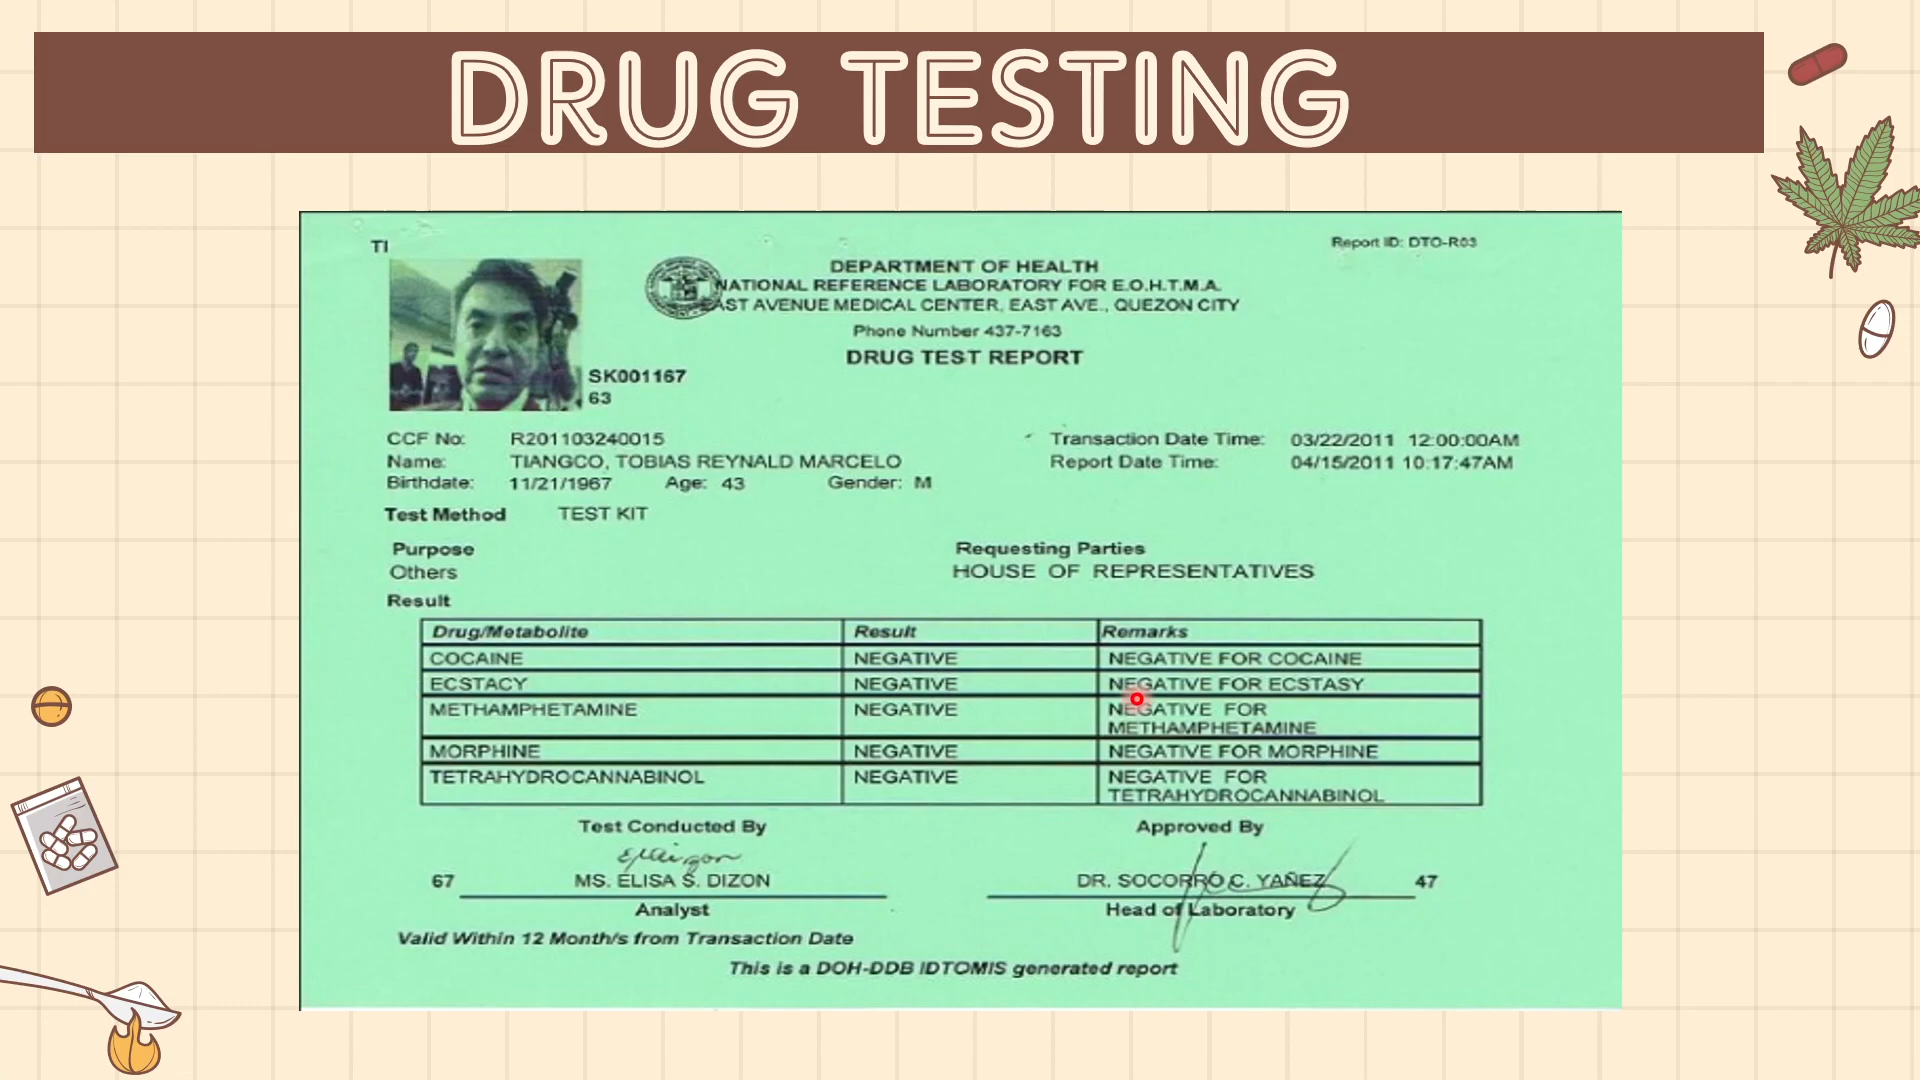 DRUG TESTING
TI
Report ID: DTO-R03
DEPARTMENT OF HEALTH
NATIONAL REFERENCE LABORATORY FOR E.O.H.T.M.A.
EAST AVENUE MEDICAL CENTER, EAST AVE., QUEZON CITY
Phone Number 437-7163
DRUG TEST REPORT
SK001167
63
CCF No: R201103240015 Transaction Date Time: 03/22/2011 12:00:00AM
Name: TIANGCO, TOBIAS REYNALD MARCELO Report Date Time: 04/15/2011 10:17:47AM
Birthdate: 11/21/1967 Age: 43 Gender: M
Test Method TEST KIT
Purpose Requesting Parties
Others HOUSE OF REPRESENTATIVES
Result
Drug/Metabolite Result Remarks
COCAINE NEGATIVE NEGATIVE FOR COCAINE
ECSTACY NEGATIVE NEGATIVE FOR ECSTASY
METHAMPHETAMINE NEGATIVE NEGATIVE FOR
METHAMPHETAMINE
MORPHINE NEGATIVE NEGATIVE FOR MORPHINE
TETRAHYDROCANNABINOL NEGATIVE NEGATIVE FOR
TETRAHYDROCANNABINOL
Test Conducted By Approved By
67 MS. ELISA S. DIZON DR. SOCORRO C. YAÑEZ 47
Analyst Head of Laboratory
Valid Within 12 Month/s from Transaction Date
This is a DOH-DDB IDTOMIS generated report